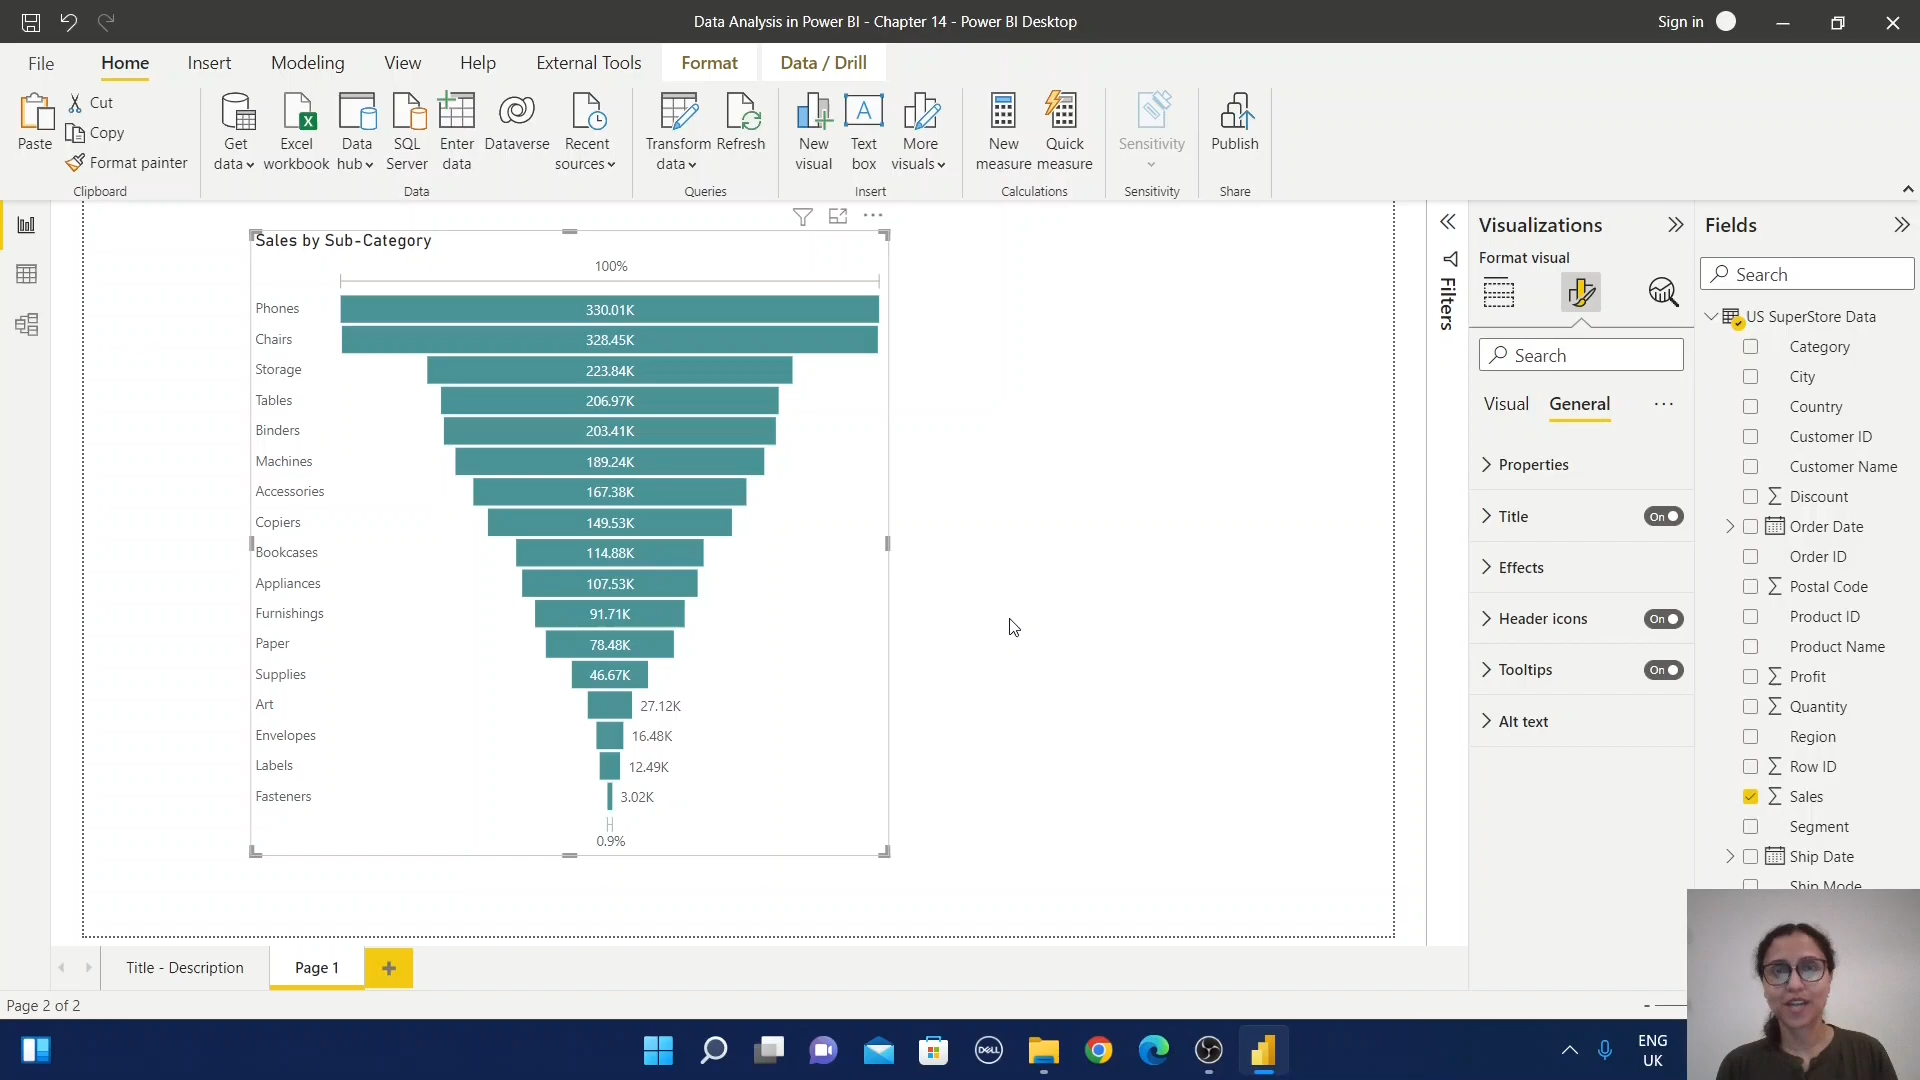 Data Analysis in Power BI - Chapter 14 - Power BI Desktop
Sign in
File Home Insert Modeling View Help External Tools Format Data / Drill
Paste
Cut
Copy
Format painter
Clipboard
Get data
Excel workbook
Data hub
SQL Server
Enter data
Dataverse
Recent sources
Data
Transform data
Refresh
Queries
New visual
Text box
More visuals
Insert
New measure
Quick measure
Calculations
Sensitivity
Sensitivity
Publish
Share
Sales by Sub-Category
100%
Phones 330.01K
Chairs 328.45K
Storage 223.84K
Tables 206.97K
Binders 203.41K
Machines 189.24K
Accessories 167.38K
Copiers 149.53K
Bookcases 114.88K
Appliances 107.53K
Furnishings 91.71K
Paper 78.48K
Supplies 46.67K
Art 27.12K
Envelopes 16.48K
Labels 12.49K
Fasteners 3.02K
0.9%
Filters
Visualizations
Format visual
Search
Visual General
Properties
Title On
Effects
Header icons On
Tooltips On
Alt text
Fields
Search
US SuperStore Data
Category
City
Country
Customer ID
Customer Name
Discount
Order Date
Order ID
Postal Code
Product ID
Product Name
Profit
Quantity
Region
Row ID
Sales
Segment
Ship Date
Ship Mode
Title - Description
Page 1
Page 2 of 2
DELL
ENG
UK